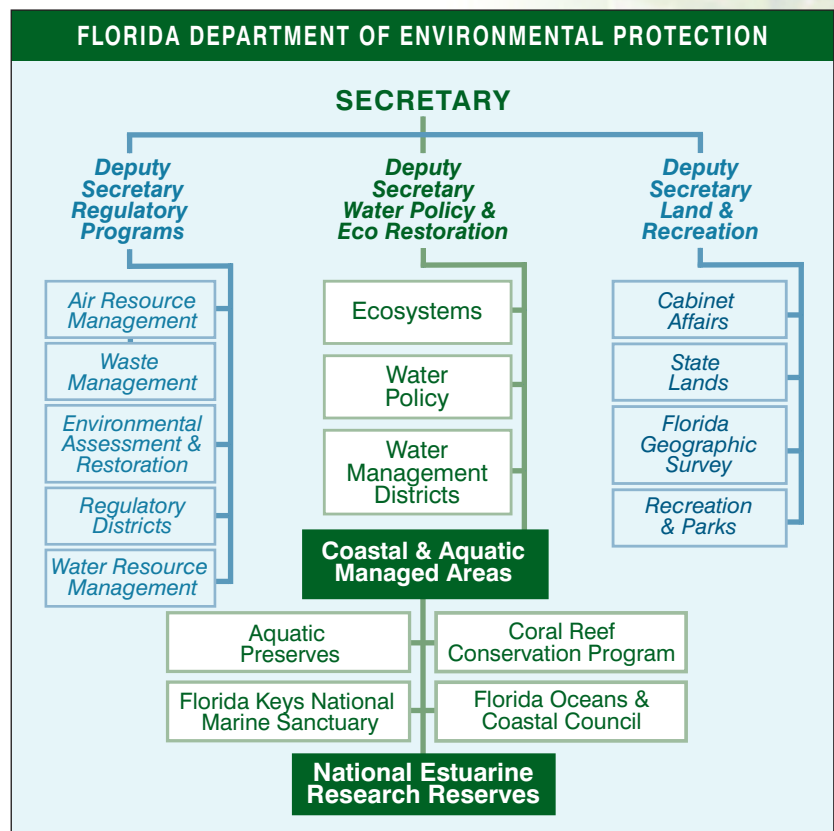 FLORIDA DEPARTMENT OF ENVIRONMENTAL PROTECTION
SECRETARY
Deputy
Secretary
Regulatory
Programs
Air Resource
Management
Waste
Management
Environmental
Assessment &
Restoration
Regulatory
Districts
Water Resource
Management
Deputy
Secretary
Water Policy &
Eco Restoration
Ecosystems
Water
Policy
Water
Management
Districts
Deputy
Secretary
Land &
Recreation
Cabinet
Affairs
State
Lands
Florida
Geographic
Survey
Recreation
& Parks
Coastal & Aquatic
Managed Areas
Aquatic
Preserves
Coral Reef
Conservation Program
Florida Keys National
Marine Sanctuary
Florida Oceans &
Coastal Council
National Estuarine
Research Reserves